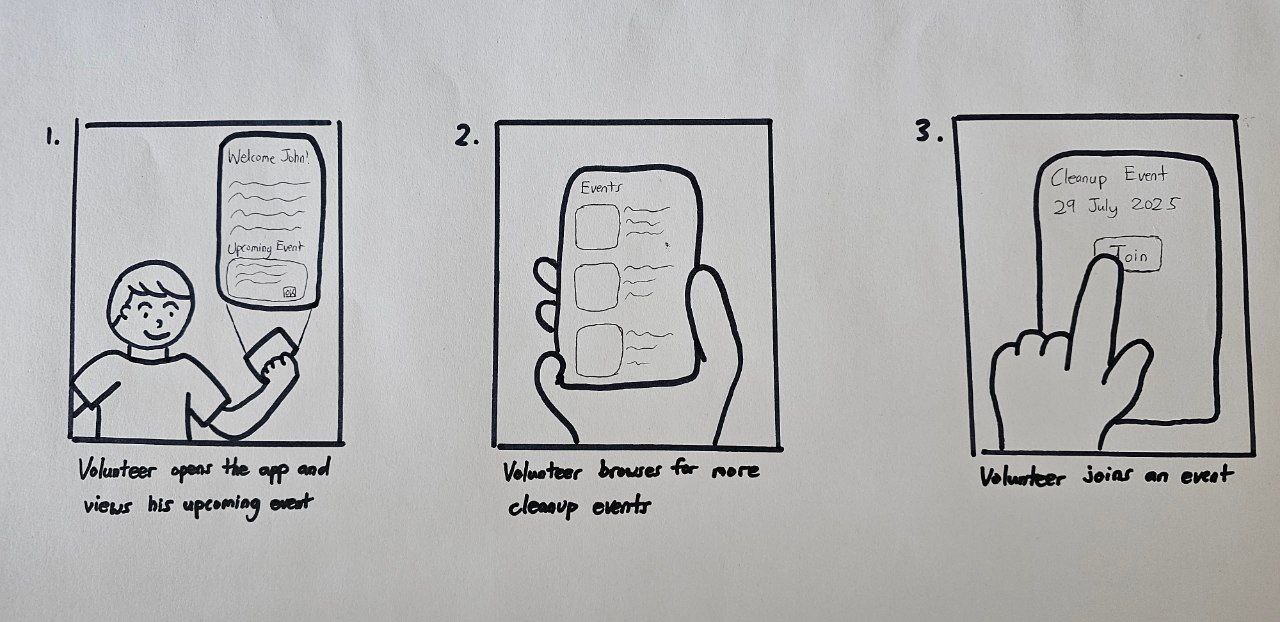 1.
Welcome John!
Upcoming Event
Volunteer opens the app and
views his upcoming event
2.
Events
Volunteer browses for more
cleanup events
3.
Cleanup Event
29 July 2025
Join
Volunteer joins an event